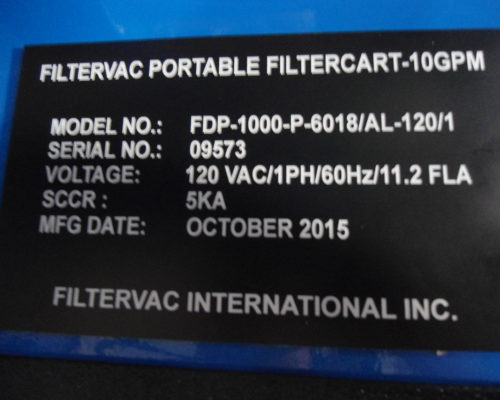 FILTERVAC PORTABLE FILTERCART-10GPM
MODEL NO.: FDP-1000-P-6018/AL-120/1
SERIAL NO.: 09573
VOLTAGE: 120 VAC/1PH/60Hz/11.2 FLA
SCCR : 5KA
MFG DATE: OCTOBER 2015
FILTERVAC INTERNATIONAL INC.